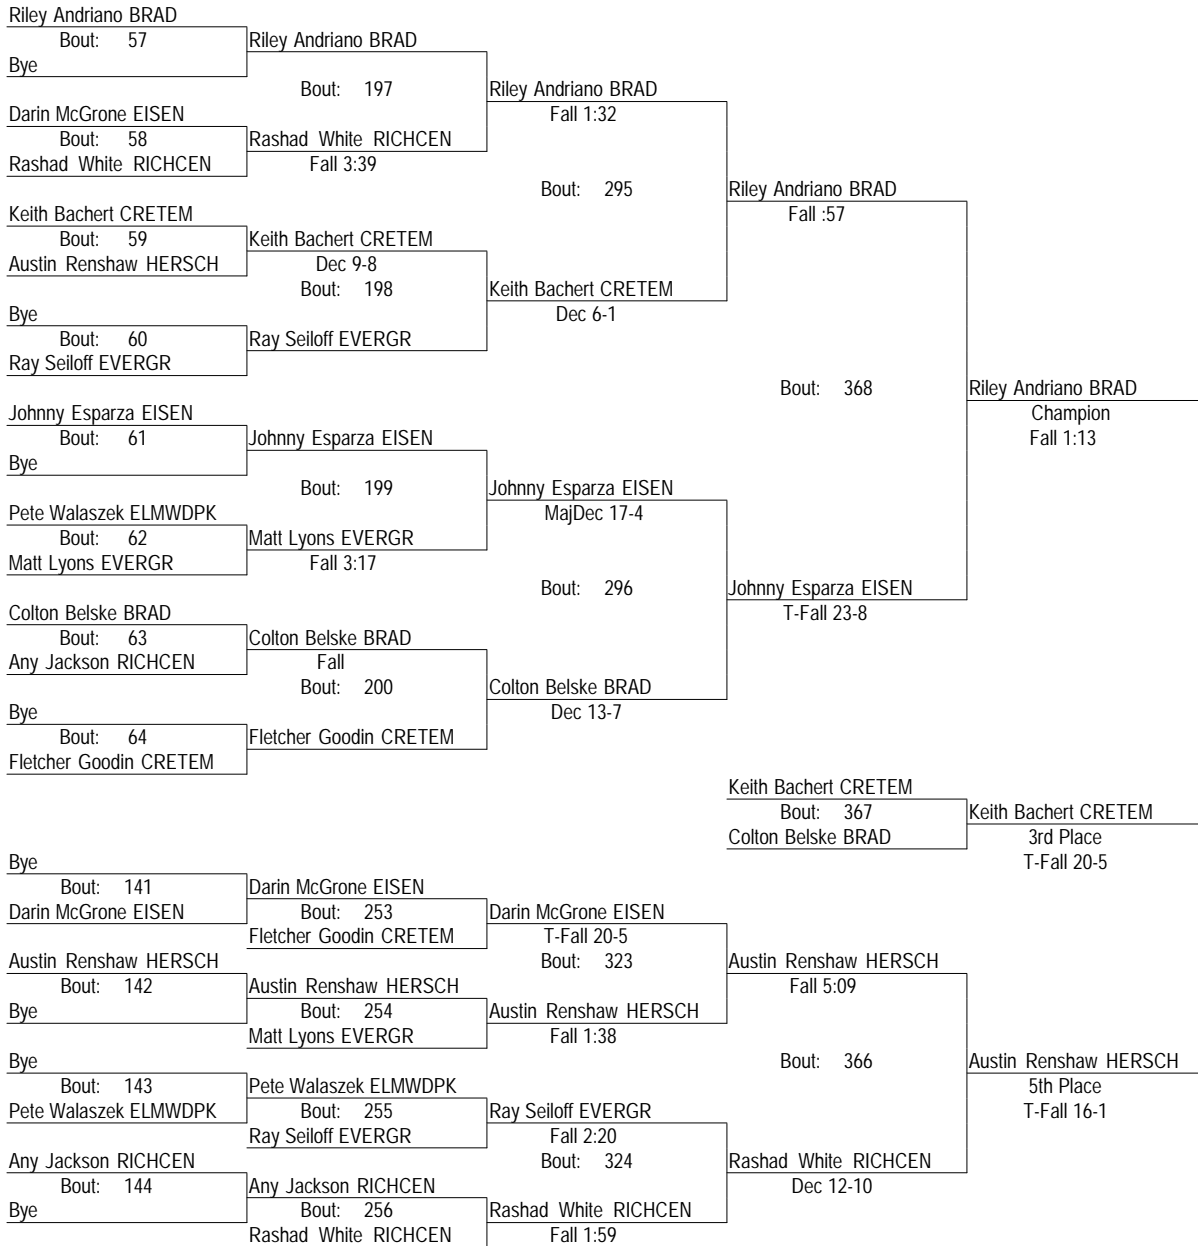 Riley Andriano BRAD
Bout: 57
Riley Andriano BRAD
Bye
Bout: 197
Riley Andriano BRAD
Darin McGrone EISEN
Fall 1:32
Bout: 58
Rashad White RICHCEN
Rashad White RICHCEN
Fall 3:39
Bout: 295
Riley Andriano BRAD
Keith Bachert CRETEM
Fall :57
Bout: 59
Keith Bachert CRETEM
Austin Renshaw HERSCH
Dec 9-8
Bout: 198
Keith Bachert CRETEM
Bye
Dec 6-1
Bout: 60
Ray Seiloff EVERGR
Ray Seiloff EVERGR
Bout: 368
Riley Andriano BRAD
Johnny Esparza EISEN
Champion
Bout: 61
Johnny Esparza EISEN
Fall 1:13
Bye
Bout: 199
Johnny Esparza EISEN
Pete Walaszek ELMWDPK
MajDec 17-4
Bout: 62
Matt Lyons EVERGR
Matt Lyons EVERGR
Fall 3:17
Bout: 296
Johnny Esparza EISEN
Colton Belske BRAD
T-Fall 23-8
Bout: 63
Colton Belske BRAD
Any Jackson RICHCEN
Fall
Bout: 200
Colton Belske BRAD
Bye
Dec 13-7
Bout: 64
Fletcher Goodin CRETEM
Fletcher Goodin CRETEM
Keith Bachert CRETEM
Bout: 367
Keith Bachert CRETEM
Colton Belske BRAD
3rd Place
T-Fall 20-5
Bye
Bout: 141
Darin McGrone EISEN
Darin McGrone EISEN
Bout: 253
Darin McGrone EISEN
Fletcher Goodin CRETEM
T-Fall 20-5
Austin Renshaw HERSCH
Bout: 323
Austin Renshaw HERSCH
Bout: 142
Austin Renshaw HERSCH
Fall 5:09
Bye
Bout: 254
Austin Renshaw HERSCH
Matt Lyons EVERGR
Fall 1:38
Bye
Bout: 366
Austin Renshaw HERSCH
Bout: 143
Pete Walaszek ELMWDPK
5th Place
Pete Walaszek ELMWDPK
Bout: 255
Ray Seiloff EVERGR
T-Fall 16-1
Ray Seiloff EVERGR
Fall 2:20
Any Jackson RICHCEN
Bout: 324
Rashad White RICHCEN
Bout: 144
Any Jackson RICHCEN
Dec 12-10
Bye
Bout: 256
Rashad White RICHCEN
Rashad White RICHCEN
Fall 1:59